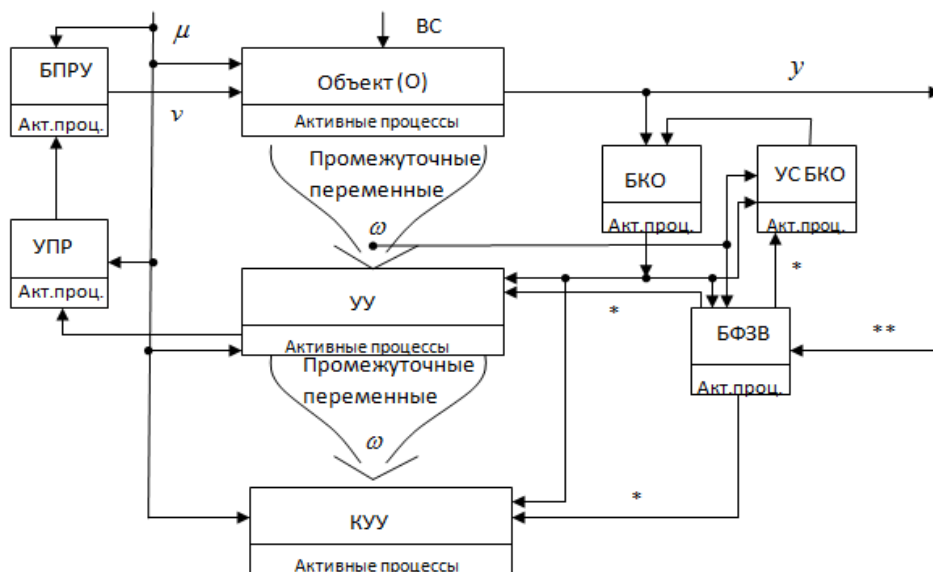 μ
ВС
БПРУ
Объект (О)
y
Акт.проц.
ν
Активные процессы
Промежуточные
переменные
БКО
УС БКО
Акт.проц.
Акт.проц.
УПР
ω
Акт.проц.
*
УУ
*
БФЗВ
**
Активные процессы
Акт.проц.
Промежуточные
переменные
ω
*
КУУ
Активные процессы